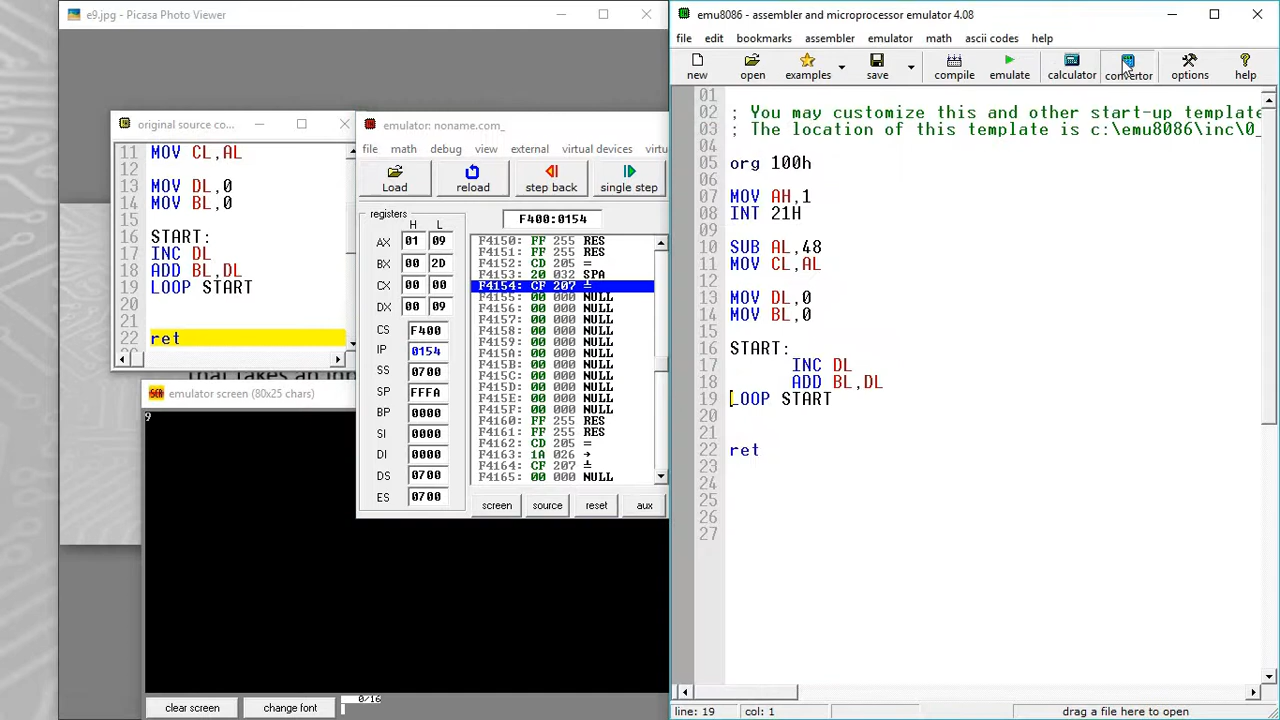 e9.jpg - Picasa Photo Viewer
original source co...
11 MOV CL,AL
12
13 MOV DL,0
14 MOV BL,0
15
16 START:
17 INC DL
18 ADD BL,DL
19 LOOP START
20
21
22 ret
that takes an inp
SCR emulator screen (80x25 chars)
9
clear screen
change font
0/16
emulator: noname.com_
file math debug view external virtual devices virtu
Load
reload
step back
single step
registers
F400:0154
H L
AX 01 09
BX 00 2D
CX 00 00
DX 00 09
CS F400
IP 0154
SS 0700
SP FFFA
BP 0000
SI 0000
DI 0000
DS 0700
ES 0700
F4150: FF 255 RES
F4151: FF 255 RES
F4152: CD 205 =
F4153: 20 032 SPA
F4154: CF 207 ╧
F4155: 00 000 NULL
F4156: 00 000 NULL
F4157: 00 000 NULL
F4158: 00 000 NULL
F4159: 00 000 NULL
F415A: 00 000 NULL
F415B: 00 000 NULL
F415C: 00 000 NULL
F415D: 00 000 NULL
F415E: 00 000 NULL
F415F: 00 000 NULL
F4160: FF 255 RES
F4161: FF 255 RES
F4162: CD 205 =
F4163: 1A 026 →
F4164: CF 207 ╧
F4165: 00 000 NULL
screen
source
reset
aux
emu8086 - assembler and microprocessor emulator 4.08
file edit bookmarks assembler emulator math ascii codes help
new
open
examples
save
compile
emulate
calculator
convertor
options
help
01
02 ; You may customize this and other start-up template
03 ; The location of this template is c:\emu8086\inc\0_
04
05 org 100h
06
07 MOV AH,1
08 INT 21H
09
10 SUB AL,48
11 MOV CL,AL
12
13 MOV DL,0
14 MOV BL,0
15
16 START:
17 INC DL
18 ADD BL,DL
19 LOOP START
20
21
22 ret
23
24
25
26
27
line: 19
col: 1
drag a file here to open